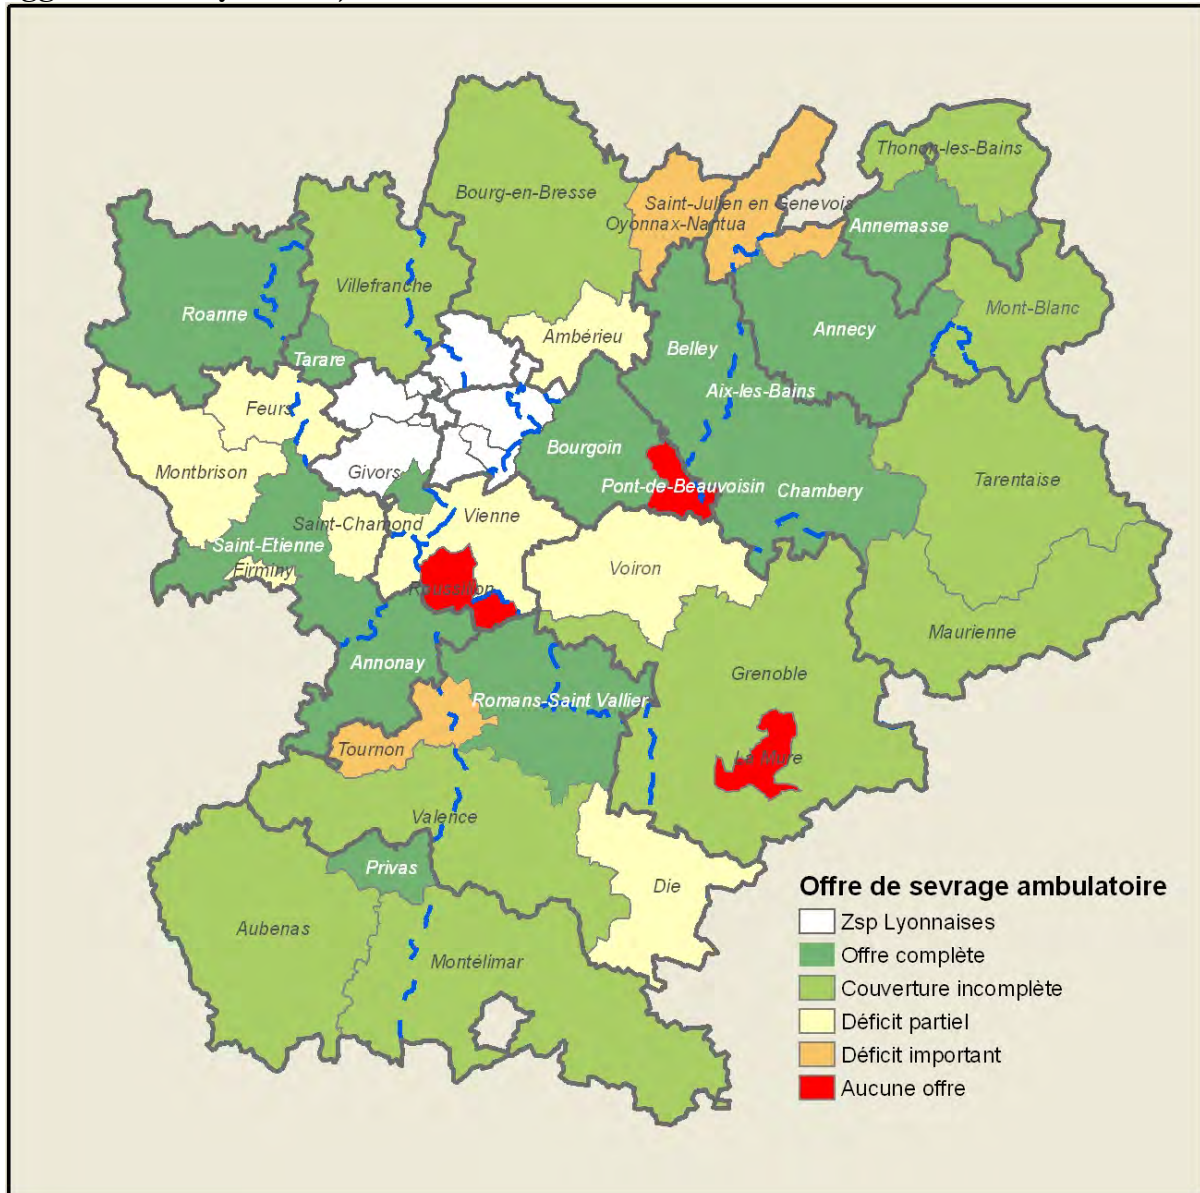 Thonon-les-Bains
Bourg-en-Bresse
Saint-Julien en Genevois
Oyonnax-Nantua
Annemasse
Villefranche
Mont-Blanc
Roanne
Annecy
Ambérieu
Belley
Tarare
Aix-les-Bains
Feurs
Bourgoin
Montbrison
Givors
Tarentaise
Pont-de-Beauvoisin
Chambery
Vienne
Saint-Chamond
Saint-Etienne
Firminy
Voiron
Roussillon
Maurienne
Annonay
Grenoble
Romans-Saint Vallier
Tournon
La Mure
Valence
Privas
Die
Aubenas
Montélimar
Offre de sevrage ambulatoire
Zsp Lyonnaises
Offre complète
Couverture incomplète
Déficit partiel
Déficit important
Aucune offre